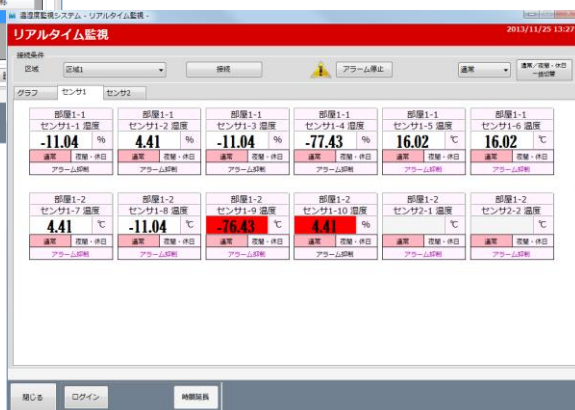 温湿度監視システム - リアルタイム監視 -
リアルタイム監視
2013/11/25 13:27
接続条件
区域 区域1 接続 アラーム停止 通常 通常/夜間・休日
一括切替
グラフ センサ1 センサ2
部屋1-1 部屋1-1 部屋1-1 部屋1-1 部屋1-1 部屋1-1
センサ1-1 湿度 センサ1-2 湿度 センサ1-3 湿度 センサ1-4 湿度 センサ1-5 温度 センサ1-6 温度
-11.04 % 4.41 % -11.04 % -77.43 % 16.02 ℃ 16.02 ℃
通常 夜間・休日 通常 夜間・休日 通常 夜間・休日 通常 夜間・休日 通常 夜間・休日 通常 夜間・休日
アラーム抑制 アラーム抑制 アラーム抑制 アラーム抑制 アラーム抑制 アラーム抑制
部屋1-2 部屋1-2 部屋1-2 部屋1-2 部屋1-2 部屋1-2
センサ1-7 温度 センサ1-8 温度 センサ1-9 温度 センサ1-10 温度 センサ2-1 温度 センサ2-2 温度
4.41 ℃ -11.04 ℃ -76.43 ℃ 4.41 % ℃ ℃
通常 夜間・休日 通常 夜間・休日 通常 夜間・休日 通常 夜間・休日 通常 夜間・休日 通常 夜間・休日
アラーム抑制 アラーム抑制 アラーム抑制 アラーム抑制 アラーム抑制 アラーム抑制
閉じる ログイン 時間延長